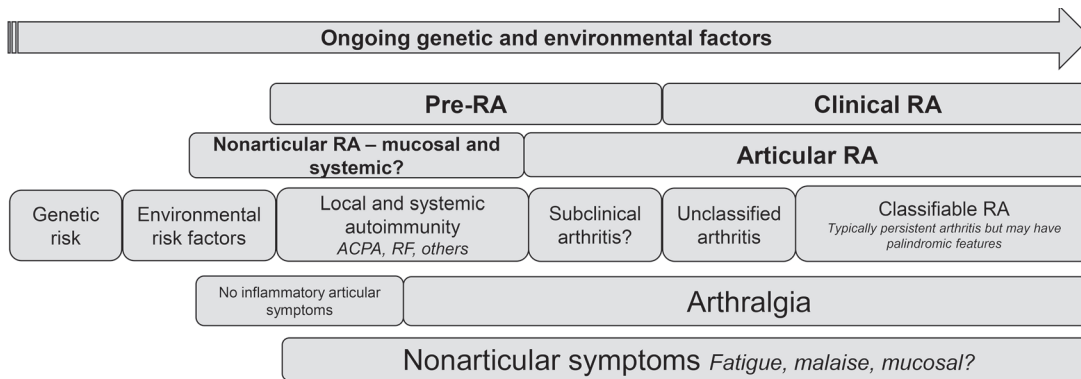 Ongoing genetic and environmental factors
Pre-RA
Clinical RA
Nonarticular RA – mucosal and
systemic?
Articular RA
Genetic
risk
Environmental
risk factors
Local and systemic
autoimmunity
ACPA, RF, others
Subclinical
arthritis?
Unclassified
arthritis
Classifiable RA
Typically persistent arthritis but may have
palindromic features
No inflammatory articular
symptoms
Arthralgia
Nonarticular symptoms Fatigue, malaise, mucosal?